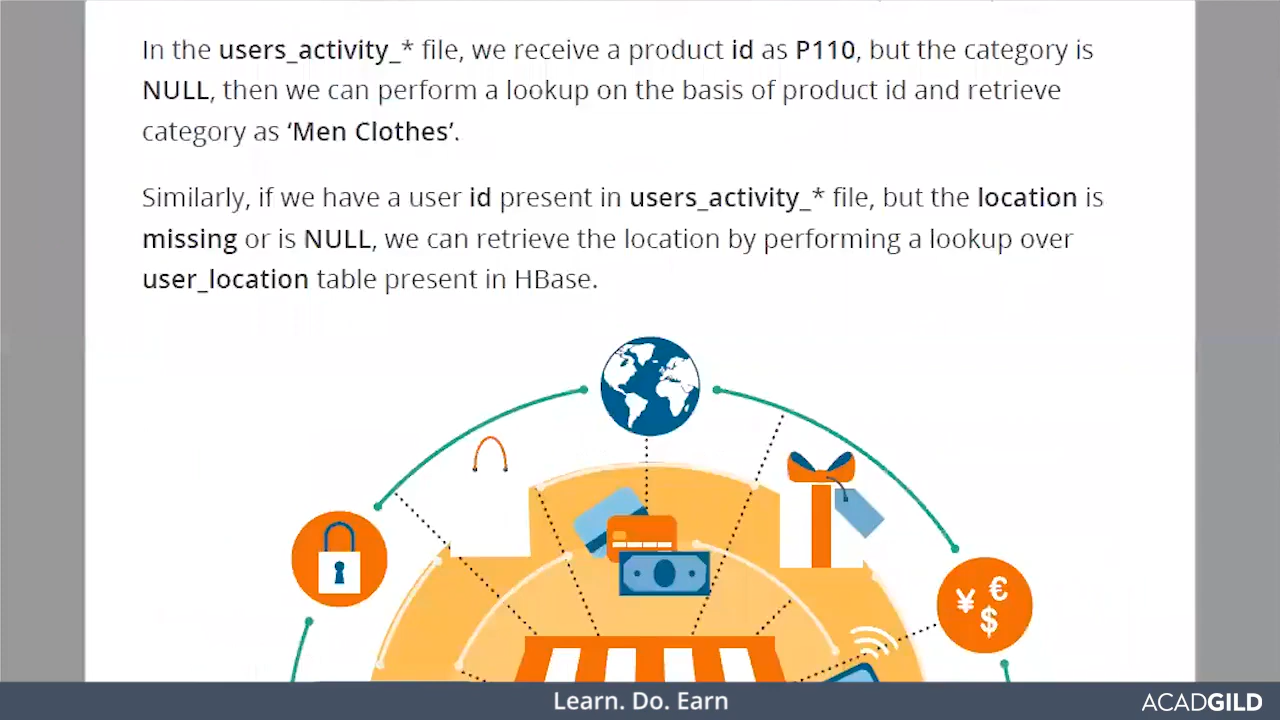 In the users_activity_* file, we receive a product id as P110, but the category is
NULL, then we can perform a lookup on the basis of product id and retrieve
category as ‘Men Clothes’.
Similarly, if we have a user id present in users_activity_* file, but the location is
missing or is NULL, we can retrieve the location by performing a lookup over
user_location table present in HBase.
¥ € $
Learn. Do. Earn
ACADGILD